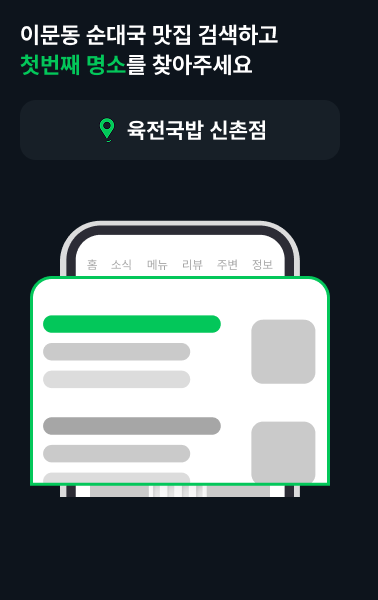 이문동 순대국 맛집 검색하고
첫번째 명소를 찾아주세요
육전국밥 신촌점
홈 소식 메뉴 리뷰 주변 정보